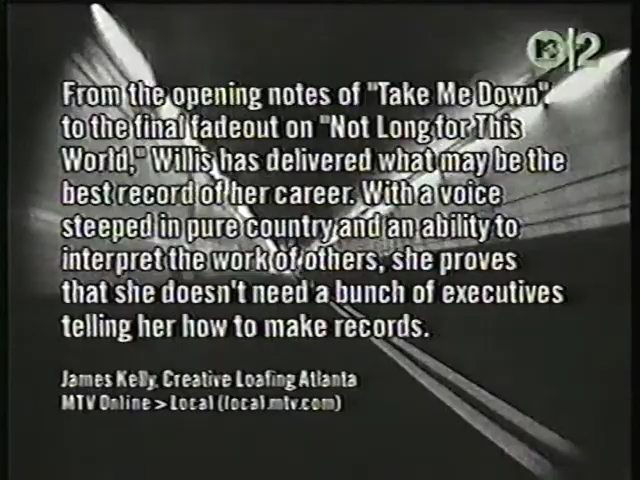 M 2
From the opening notes of "Take Me Down"
to the final fadeout on "Not Long for This
World," Willis has delivered what may be the
best record of her career. With a voice
steeped in pure country and an ability to
interpret the work of others, she proves
that she doesn't need a bunch of executives
telling her how to make records.
James Kelly, Creative Loafing Atlanta
MTV Online > Local (local.mtv.com)